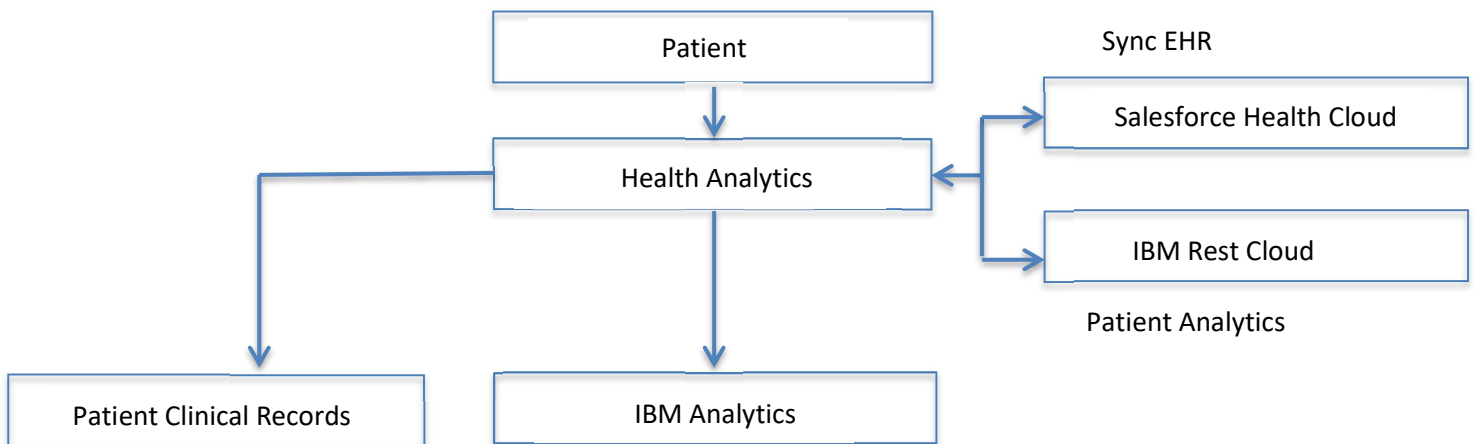 Patient
Sync EHR
Salesforce Health Cloud
Health Analytics
IBM Rest Cloud
Patient Analytics
Patient Clinical Records
IBM Analytics